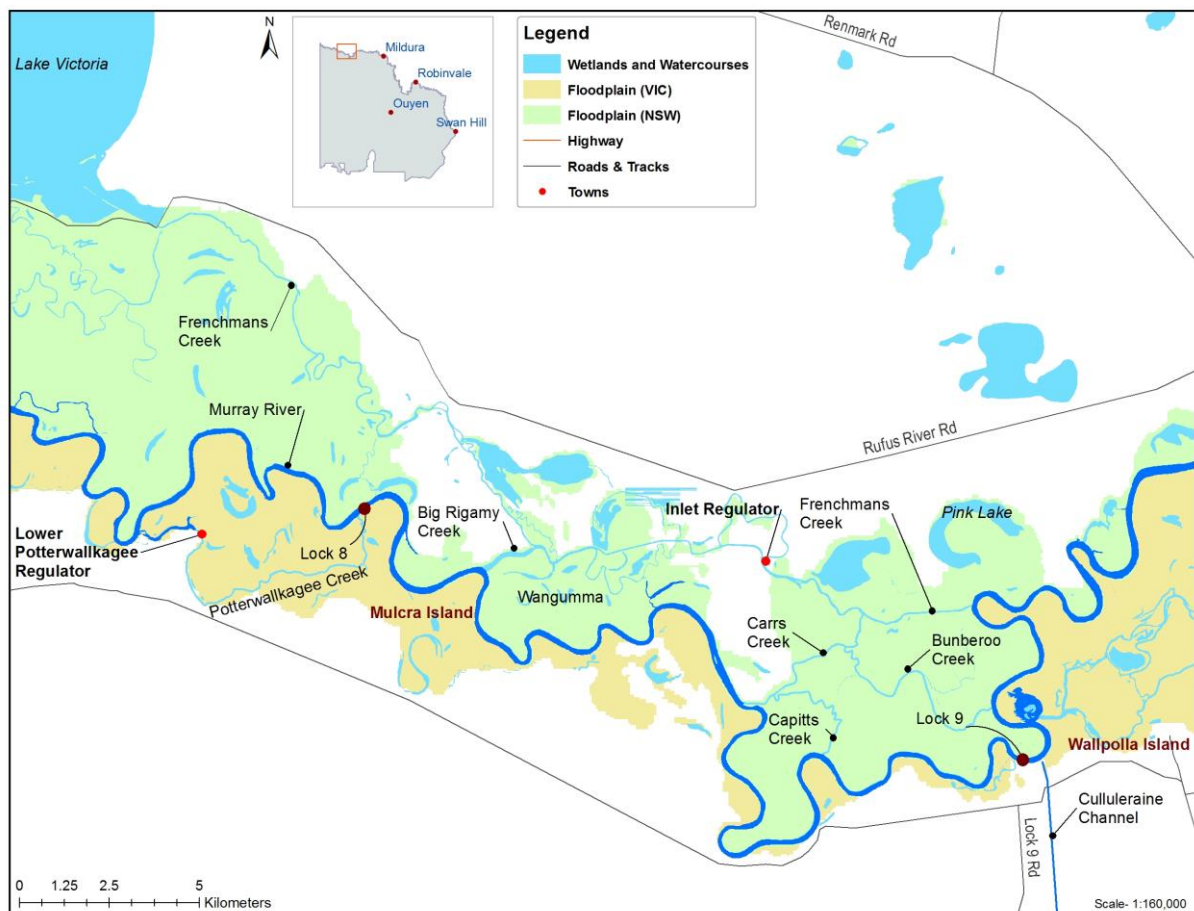 Lake Victoria
N
Mildura
Robinvale
Ouyen
Swan Hill
Legend
Wetlands and Watercourses
Floodplain (VIC)
Floodplain (NSW)
Highway
Roads & Tracks
Towns
Renmark Rd
Frenchmans
Creek
Murray River
Rufus River Rd
Big Rigamy
Creek
Inlet Regulator
Frenchmans
Creek
Pink Lake
Lower
Potterwallkagee
Regulator
Lock 8
Potterwallkagee Creek
Mulcra Island
Wangumma
Carrs
Creek
Bunberoo
Creek
Capitts
Creek
Lock 9
Wallpolla Island
Culluleraine
Channel
Lock 9 Rd
0 1.25 2.5 5
Kilometers
Scale- 1:160,000